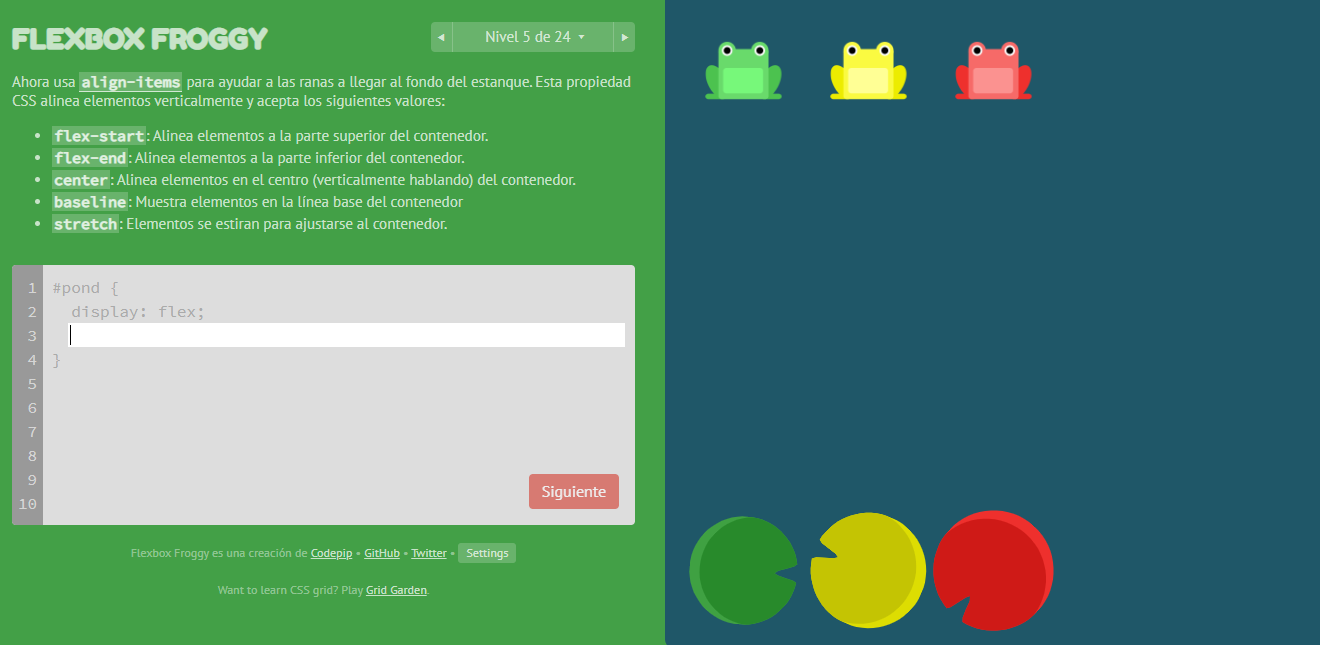 FLEXBOX FROGGY
◀ Nivel 5 de 24 ▾ ▶
Ahora usa align-items para ayudar a las ranas a llegar al fondo del estanque. Esta propiedad
CSS alinea elementos verticalmente y acepta los siguientes valores:
• flex-start: Alinea elementos a la parte superior del contenedor.
• flex-end: Alinea elementos a la parte inferior del contenedor.
• center: Alinea elementos en el centro (verticalmente hablando) del contenedor.
• baseline: Muestra elementos en la línea base del contenedor
• stretch: Elementos se estiran para ajustarse al contenedor.
1 #pond {
2 display: flex;
3
4 }
5
6
7
8
9
10
Siguiente
Flexbox Froggy es una creación de Codepip • GitHub • Twitter • Settings
Want to learn CSS grid? Play Grid Garden.